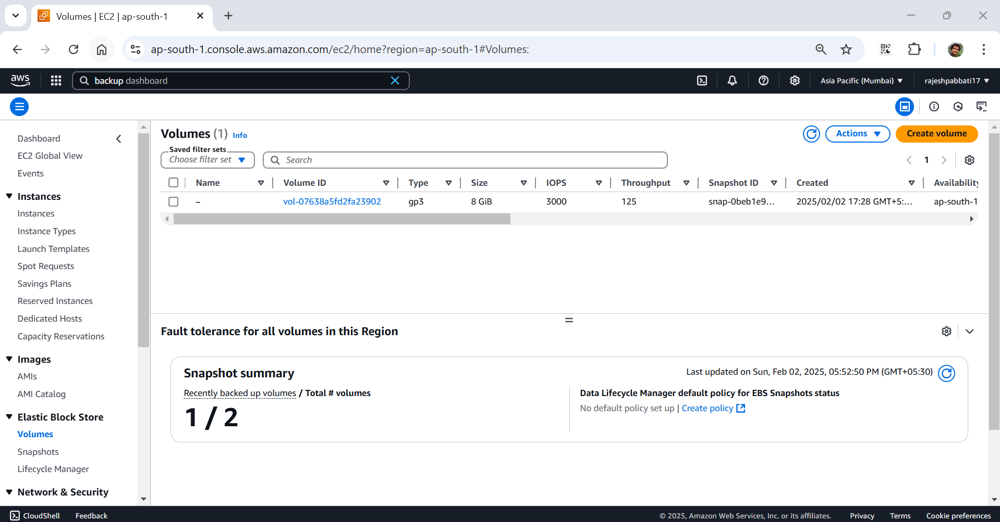 Volumes | EC2 | ap-south-1
ap-south-1.console.aws.amazon.com/ec2/home?region=ap-south-1#Volumes:
aws
backup dashboard
Asia Pacific (Mumbai)
rajeshpabbati17
Dashboard
EC2 Global View
Events
Instances
Instances
Instance Types
Launch Templates
Spot Requests
Savings Plans
Reserved Instances
Dedicated Hosts
Capacity Reservations
Images
AMIs
AMI Catalog
Elastic Block Store
Volumes
Snapshots
Lifecycle Manager
Network & Security
Volumes (1) Info
Actions
Create volume
Saved filter sets
Choose filter set
Search
1
Name Volume ID Type Size IOPS Throughput Snapshot ID Created Availability
– vol-07638a5fd2fa23902 gp3 8 GiB 3000 125 snap-0beb1e9... 2025/02/02 17:28 GMT+5:... ap-south-1
Fault tolerance for all volumes in this Region
Snapshot summary
Last updated on Sun, Feb 02, 2025, 05:52:50 PM (GMT+05:30)
Recently backed up volumes / Total # volumes
1 / 2
Data Lifecycle Manager default policy for EBS Snapshots status
No default policy set up | Create policy
CloudShell
Feedback
© 2025, Amazon Web Services, Inc. or its affiliates.
Privacy
Terms
Cookie preferences